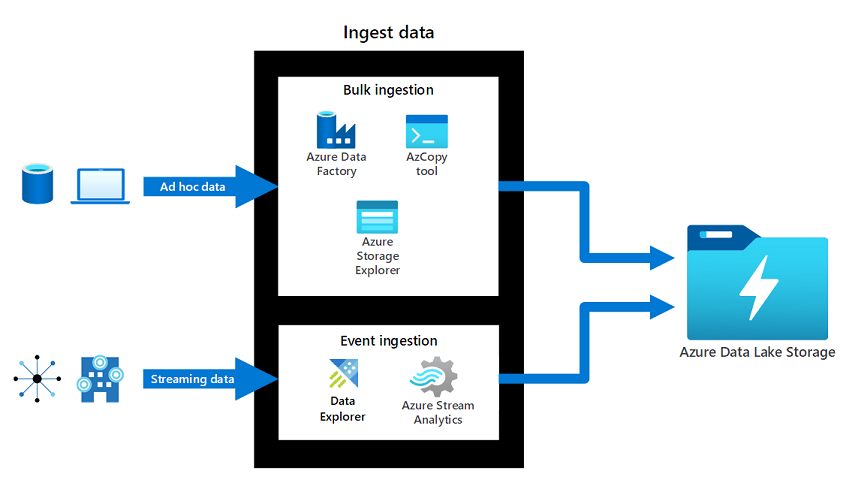 Ingest data
Bulk ingestion
Azure Data
Factory
AzCopy
tool
Ad hoc data
Azure
Storage
Explorer
Event ingestion
Streaming data
Data
Explorer
Azure Stream
Analytics
Azure Data Lake Storage